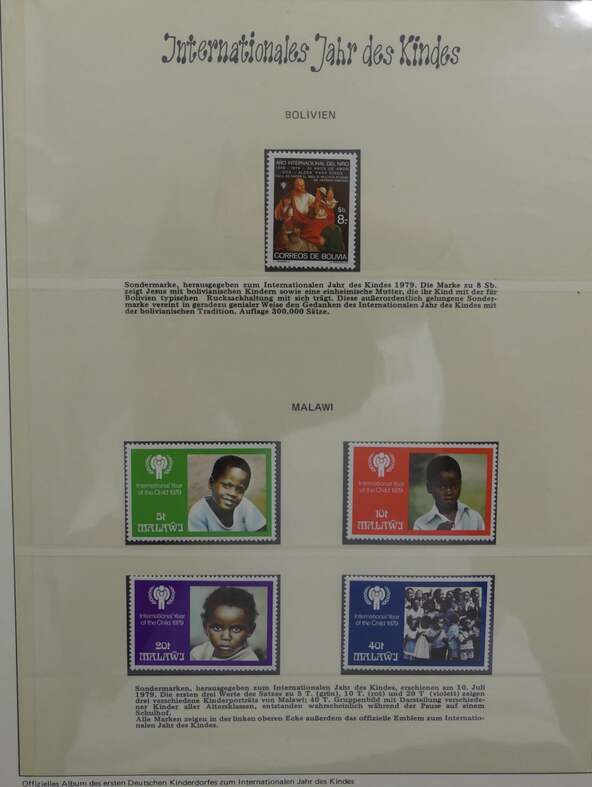 Internationales Jahr des Kindes
BOLIVIEN
AÑO INTERNACIONAL DEL NIÑO
8.-
CORREOS DE BOLIVIA
Sondermarke, herausgegeben zum Internationalen Jahr des Kindes 1979. Die Marke zu 8 Sb.
zeigt Jesus mit bolivianischen Kindern sowie eine einheimische Mutter, die ihr Kind mit der für
Bolivien typischen Rucksackhaltung mit sich trägt. Diese außerordentlich gelungene Sonder-
marke vereint in geradezu genialer Weise den Gedanken des Internationalen Jahr des Kindes mit
der bolivianischen Tradition. Auflage 300.000 Sätze.
MALAWI
International Year
of the Child 1979
5t
MALAWI
International Year
of the Child 1979
10t
MALAWI
International Year
of the Child 1979
20t
MALAWI
International Year
of the Child 1979
40t
MALAWI
Sondermarken, herausgegeben zum Internationalen Jahr des Kindes, erschienen am 10. Juli
1979. Die ersten drei Werte des Satzes zu 5 T. (grün), 10 T. (rot) und 20 T (violett) zeigen
drei verschiedene Kinderporträts von Malawi; 40 T. Gruppenbild mit Darstellung verschiede-
ner Kinder aller Altersklassen, entstanden wahrscheinlich während der Pause auf einem
Schulhof.
Alle Marken zeigen in der linken oberen Ecke außerdem das offizielle Emblem zum Internatio-
nalen Jahr des Kindes.
Offizielles Album des ersten Deutschen Kinderdorfes zum Internationalen Jahr des Kindes